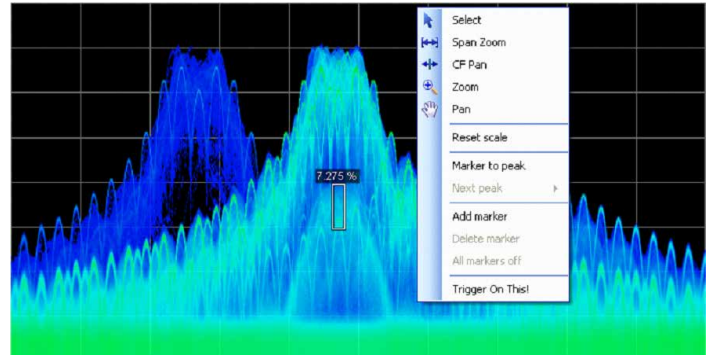 Select
Span Zoom
CF Pan
Zoom
Pan
Reset scale
Marker to peak
Next peak
7.275 %
Add marker
Delete marker
All markers off
Trigger On This!